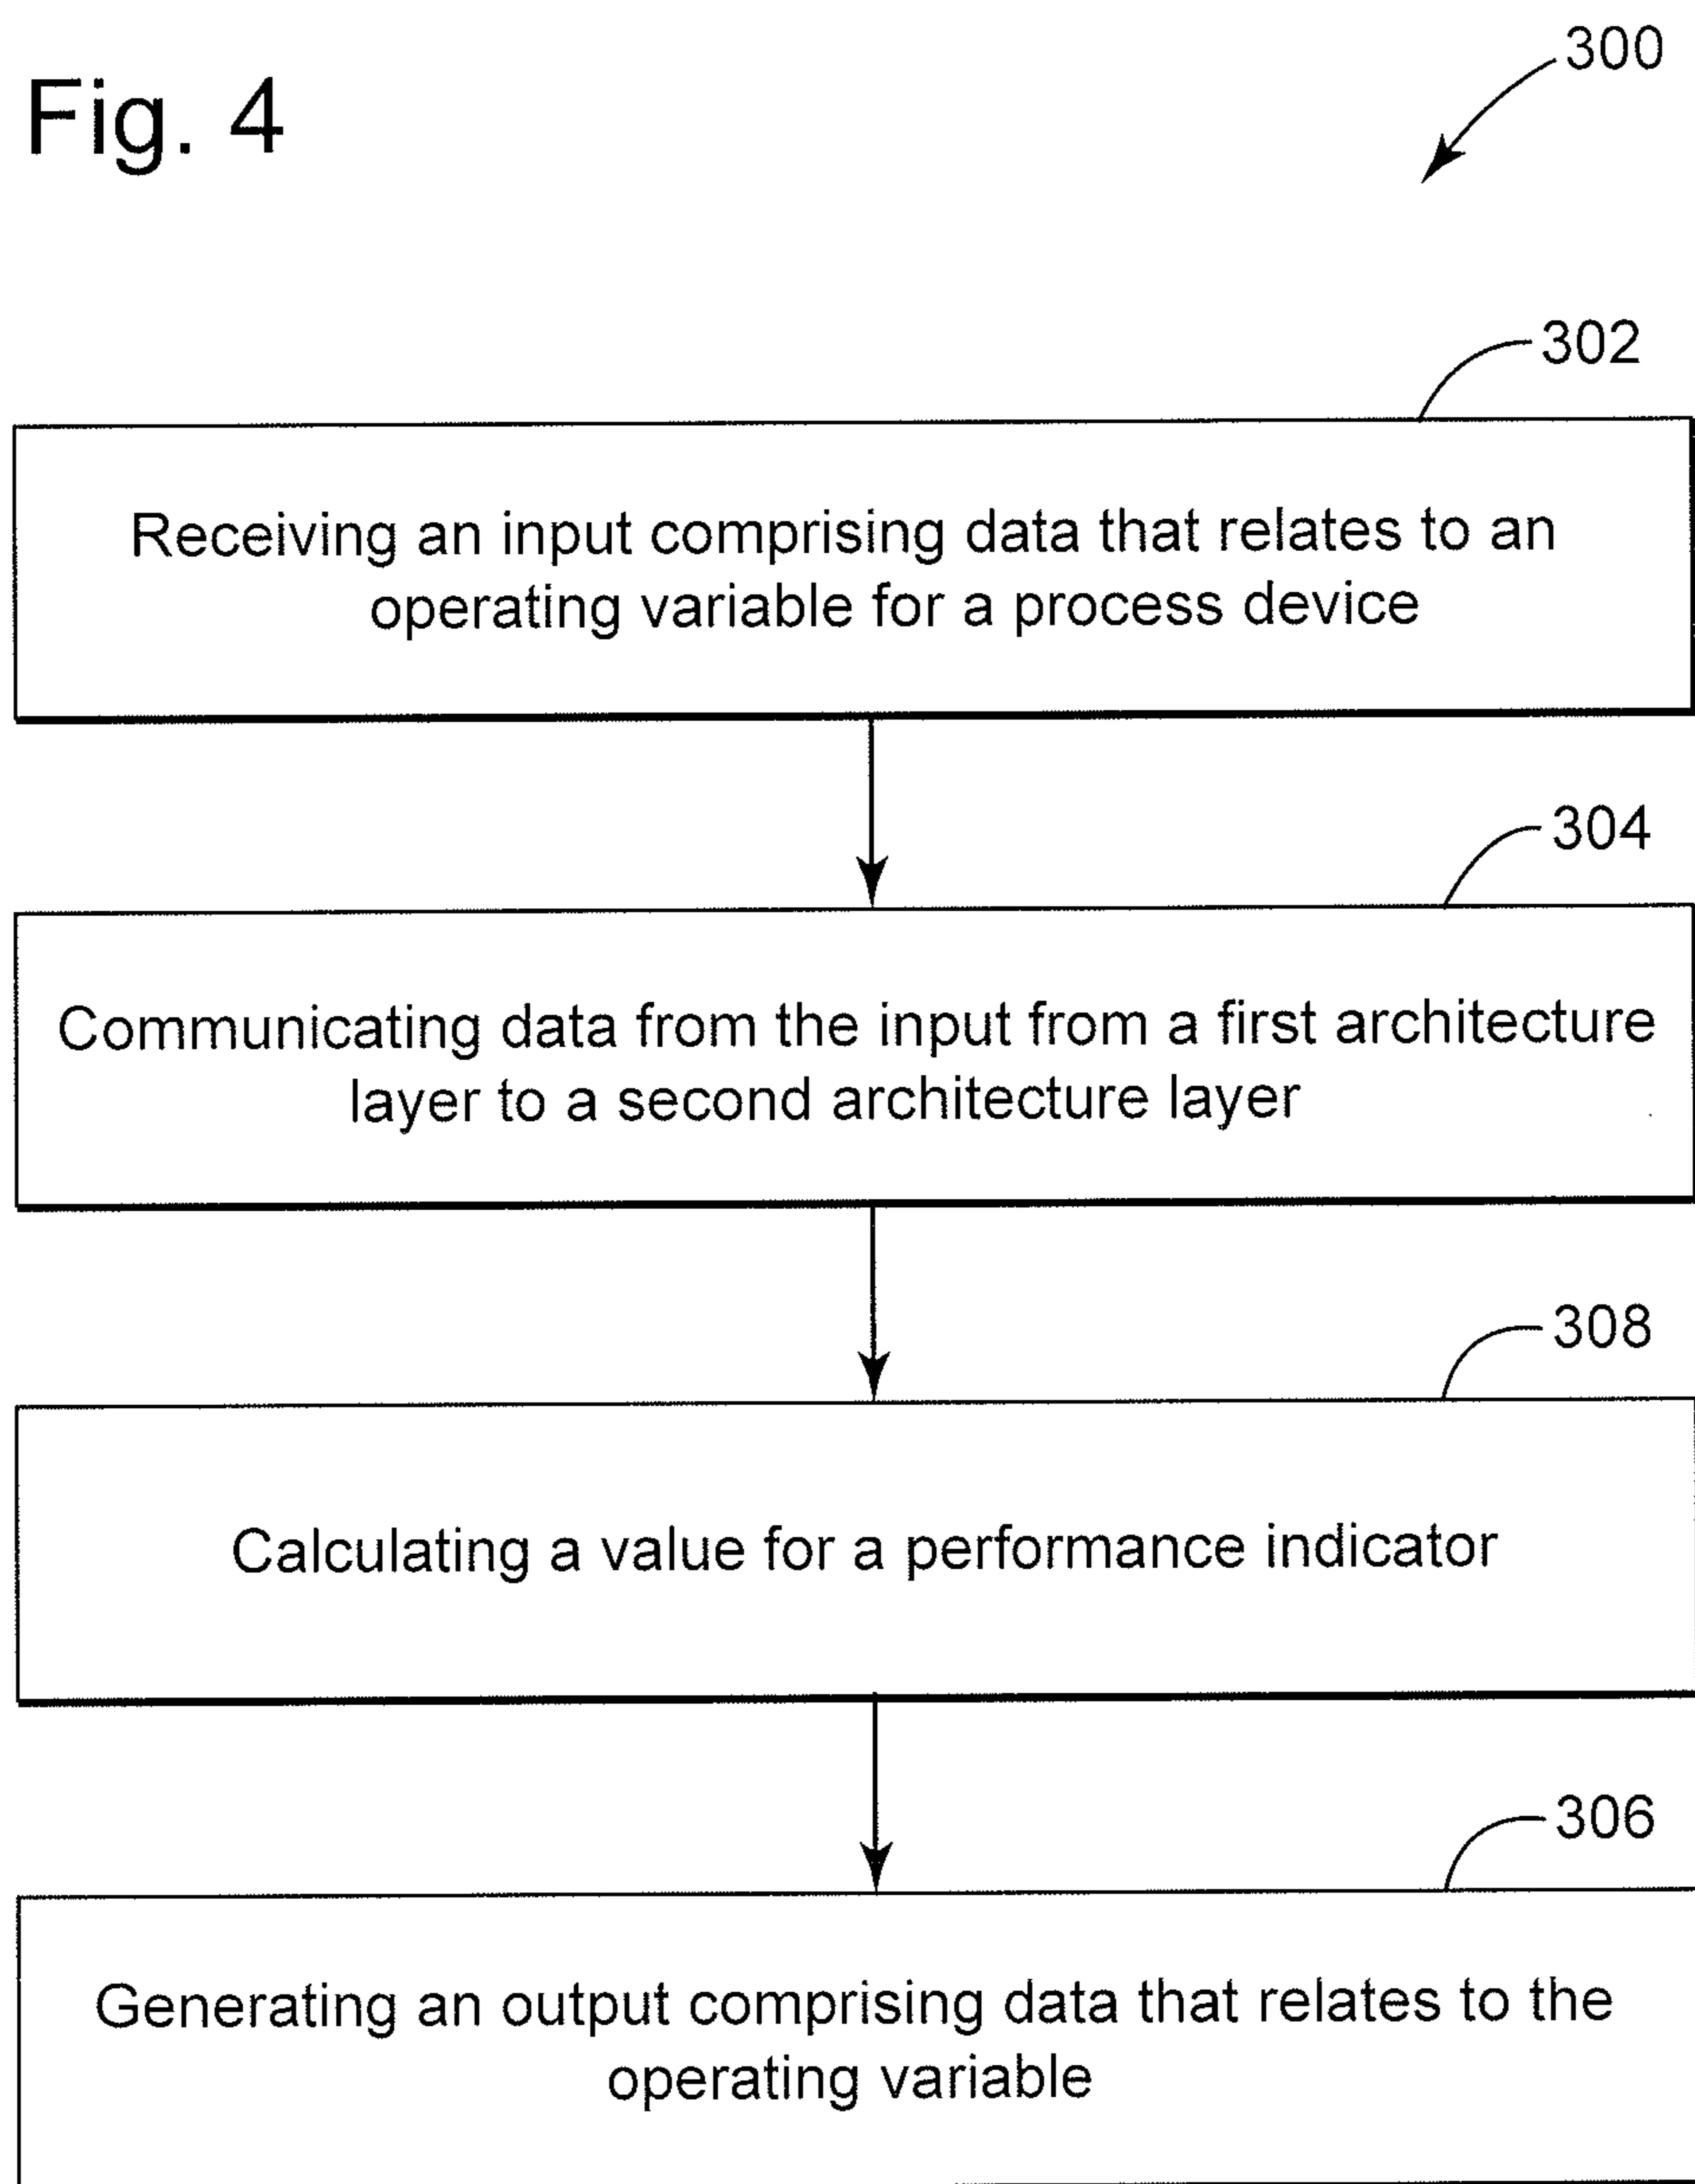 Fig. 4
300
302
Receiving an input comprising data that relates to an
operating variable for a process device
304
Communicating data from the input from a first architecture
layer to a second architecture layer
308
Calculating a value for a performance indicator
306
Generating an output comprising data that relates to the
operating variable